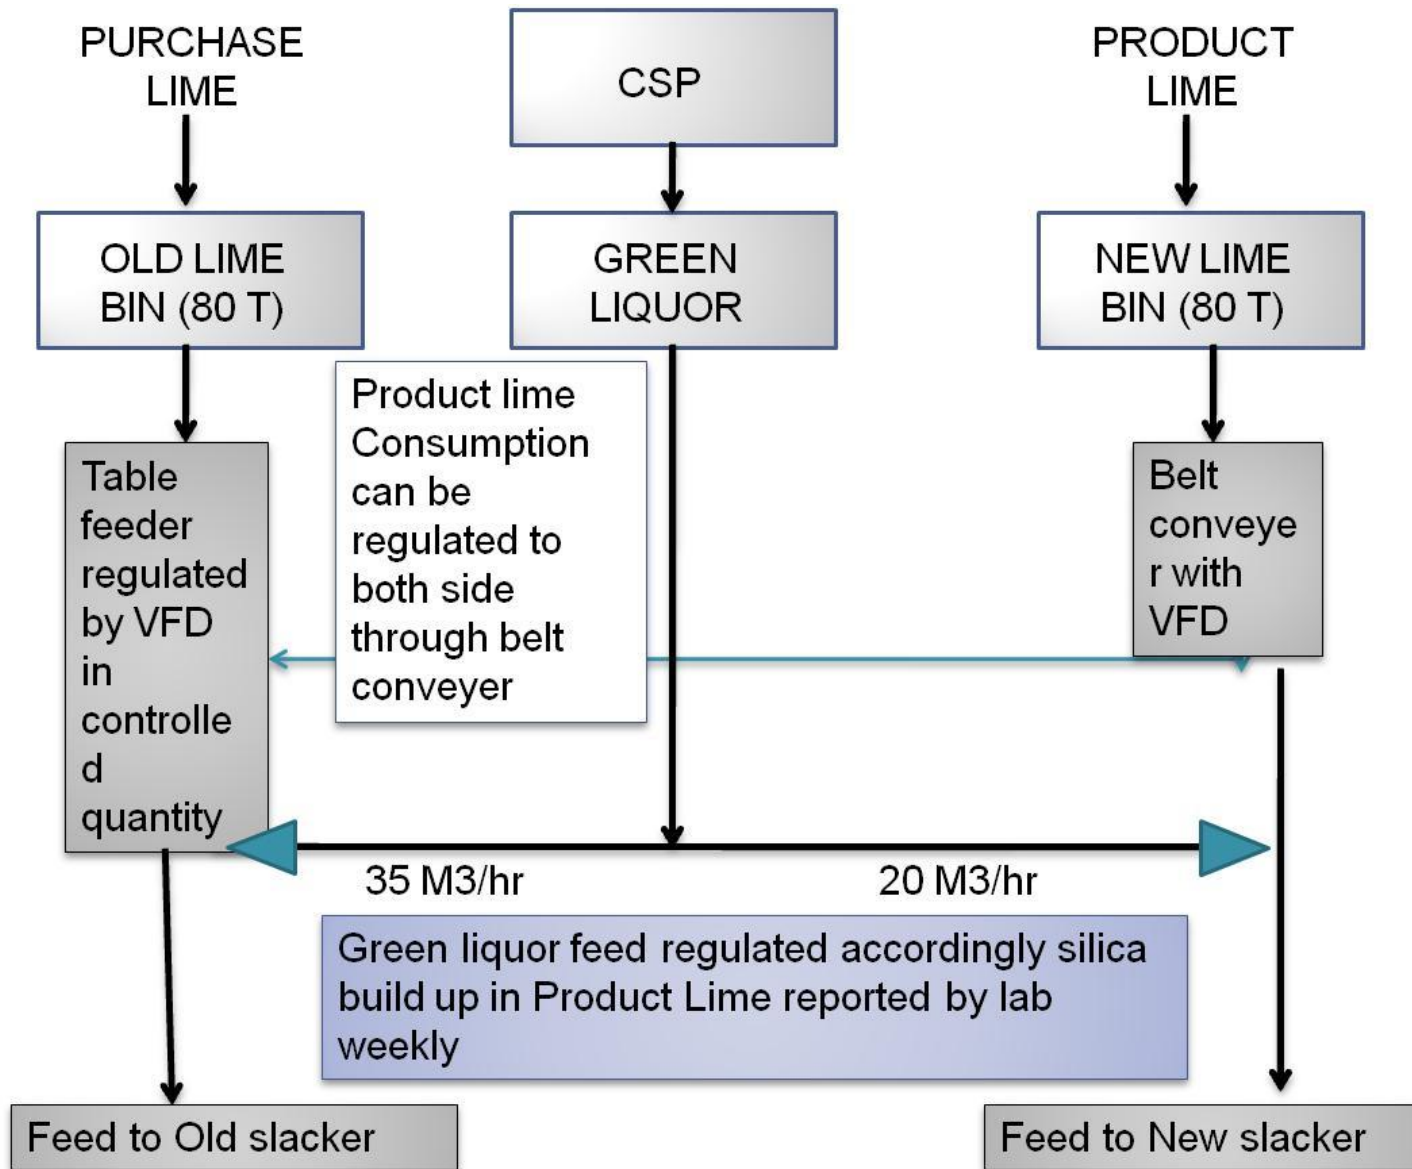 PURCHASE
LIME
CSP
PRODUCT
LIME
OLD LIME
BIN (80 T)
GREEN
LIQUOR
NEW LIME
BIN (80 T)
Product lime
Consumption
can be
regulated to
both side
through belt
conveyer
Table
feeder
regulated
by VFD
in
controlle
d
quantity
Belt
conveye
r with
VFD
35 M3/hr
20 M3/hr
Green liquor feed regulated accordingly silica
build up in Product Lime reported by lab
weekly
Feed to Old slacker
Feed to New slacker